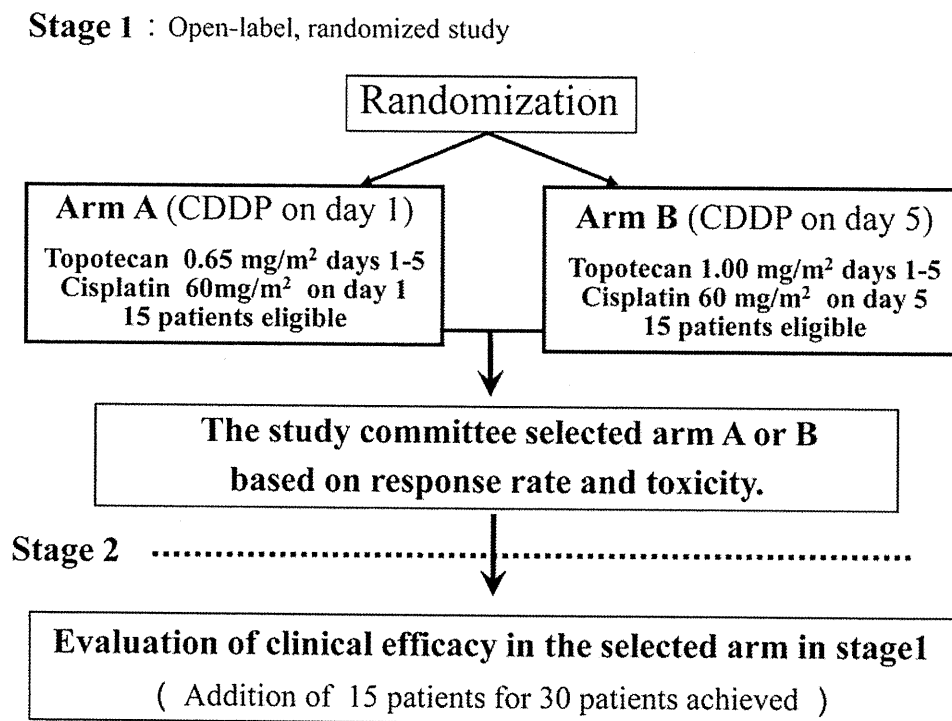 Stage 1 : Open-label, randomized study
Randomization
Arm A (CDDP on day 1)
Topotecan 0.65 mg/m² days 1-5
Cisplatin 60mg/m² on day 1
15 patients eligible
Arm B (CDDP on day 5)
Topotecan 1.00 mg/m² days 1-5
Cisplatin 60 mg/m² on day 5
15 patients eligible
The study committee selected arm A or B
based on response rate and toxicity.
Stage 2
Evaluation of clinical efficacy in the selected arm in stage1
( Addition of 15 patients for 30 patients achieved )